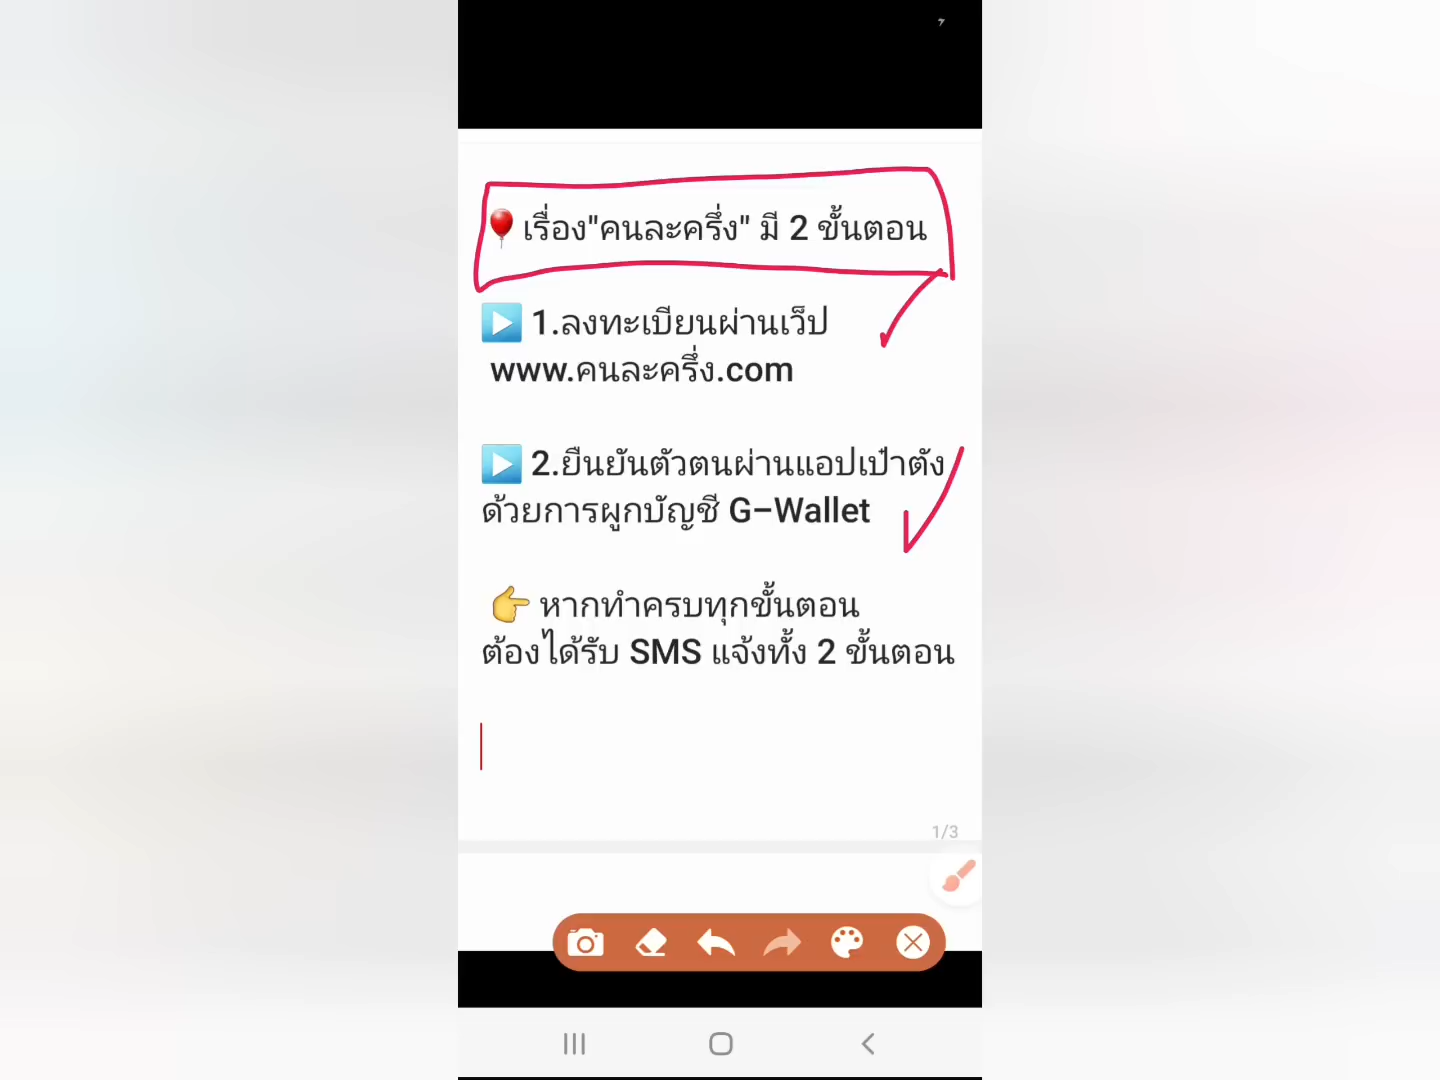 🎈เรื่อง"คนละครึ่ง" มี 2 ขั้นตอน
▶️ 1.ลงทะเบียนผ่านเว็ป
www.คนละครึ่ง.com
▶️ 2.ยืนยันตัวตนผ่านแอปเป๋าตัง
ด้วยการผูกบัญชี G–Wallet
👉 หากทำครบทุกขั้นตอน
ต้องได้รับ SMS แจ้งทั้ง 2 ขั้นตอน
1/3